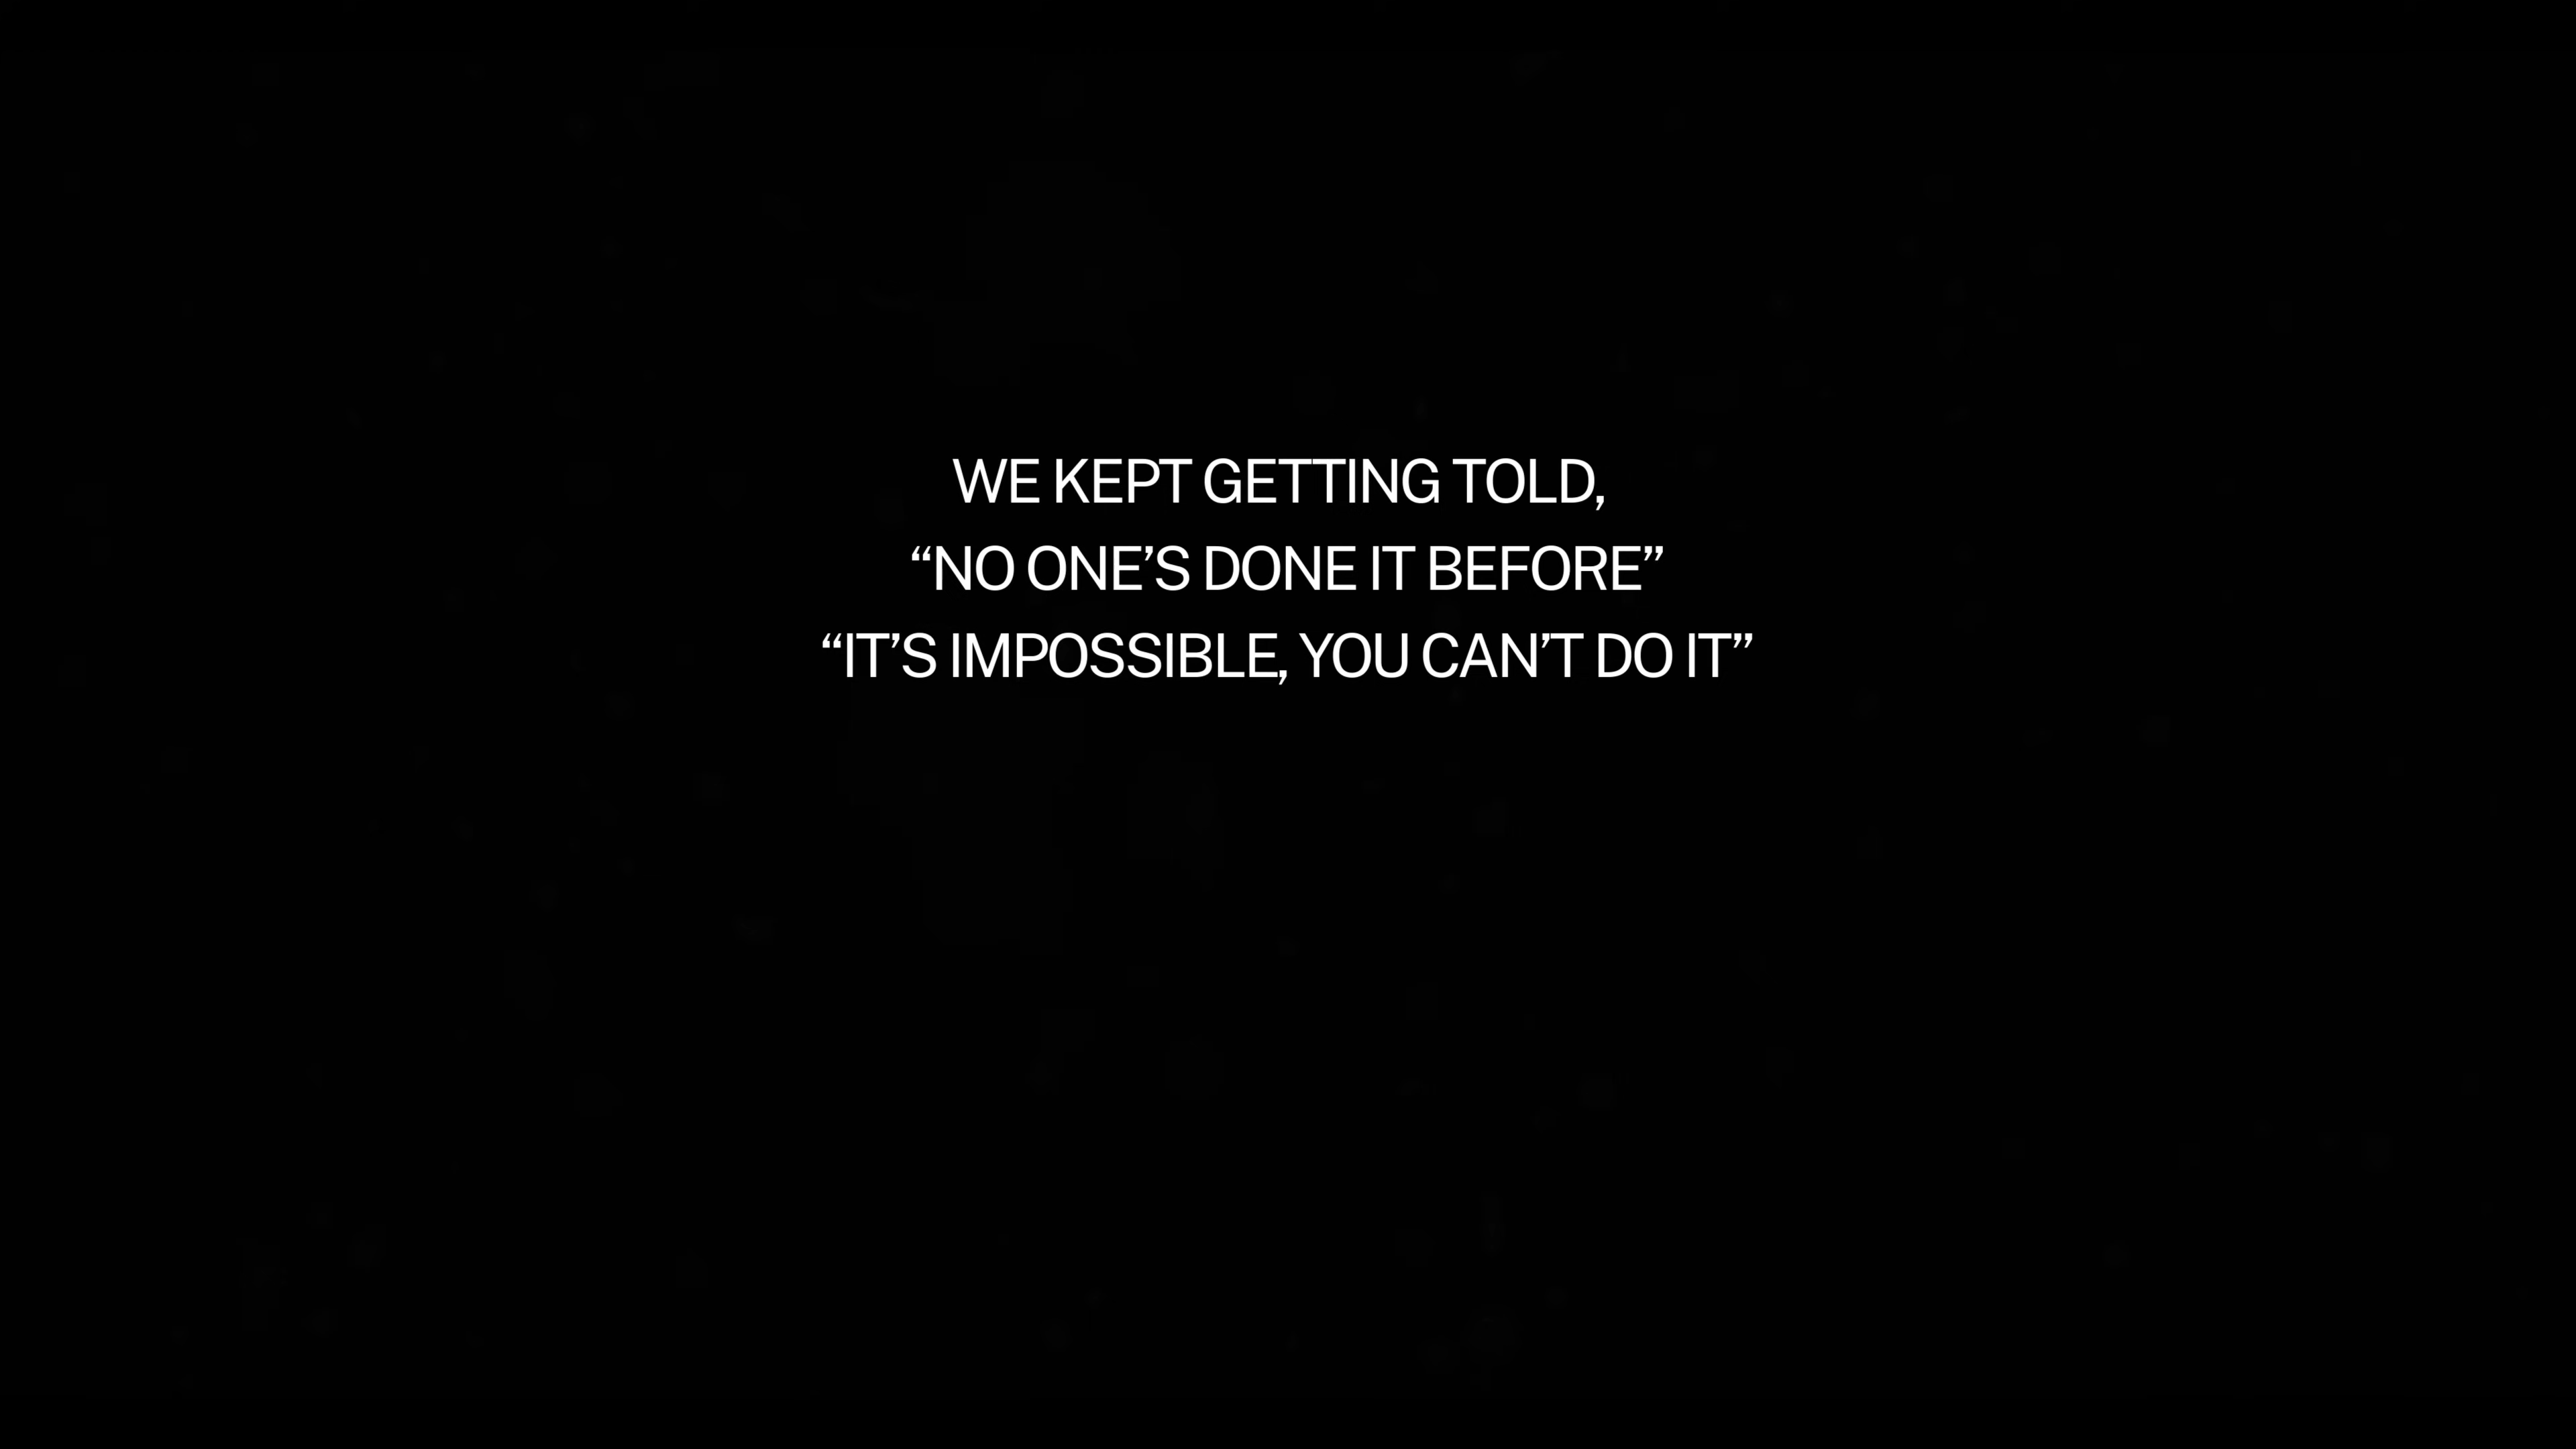 WE KEPT GETTING TOLD,
“NO ONE’S DONE IT BEFORE”
“IT’S IMPOSSIBLE, YOU CAN’T DO IT”